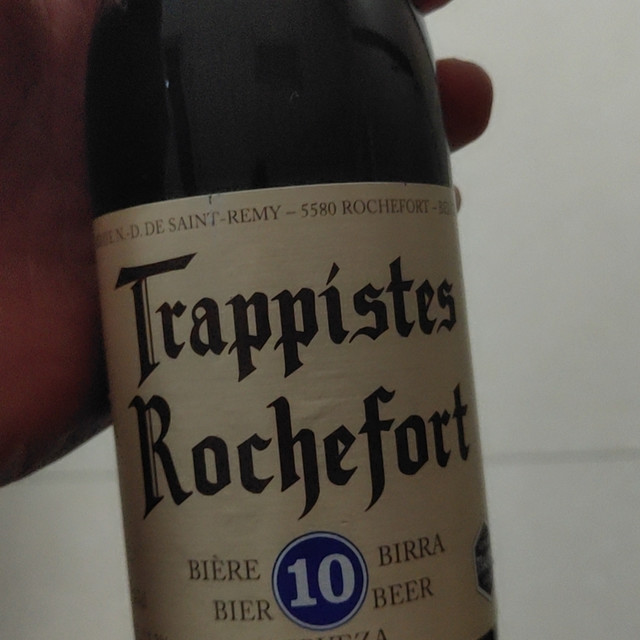 N.-D. DE SAINT-REMY – 5580 ROCHEFORT -
Trappistes
Rochefort
BIÈRE 10 BIRRA
BIER BEER